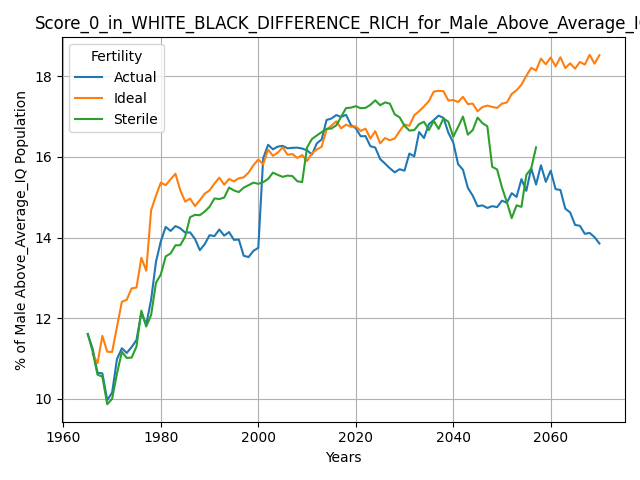 Score_0_in_WHITE_BLACK_DIFFERENCE_RICH_for_Male_Above_Average_IQ
Fertility
Actual
Ideal
Sterile
% of Male Above_Average_IQ Population
18
16
14
12
10
1960
1980
2000
2020
2040
2060
Years